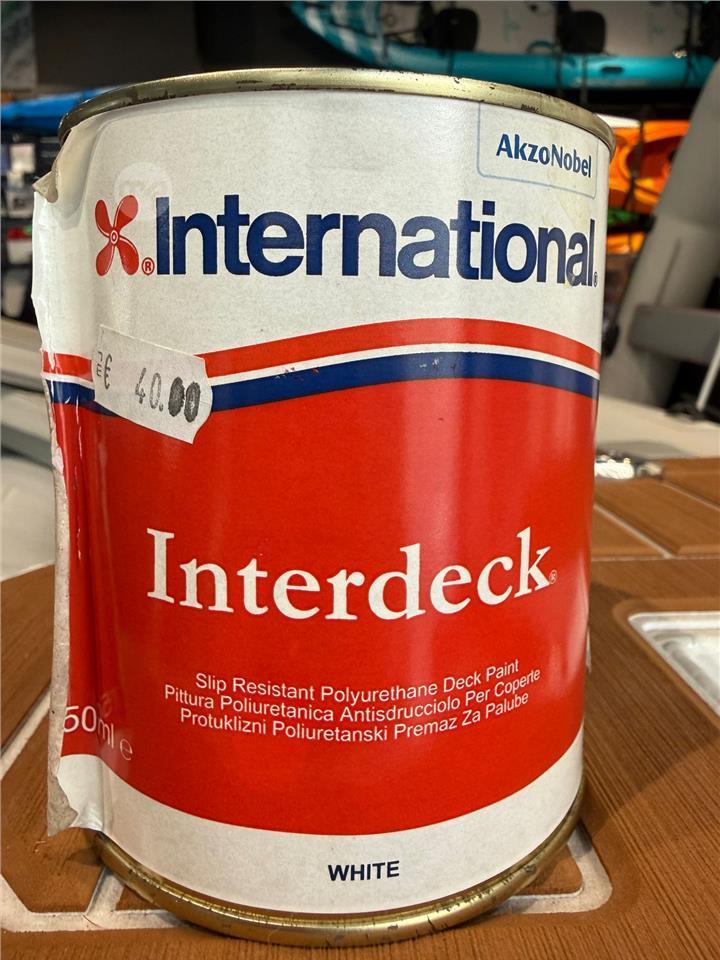 AkzoNobel
International
€ 40.00
Interdeck®
Slip Resistant Polyurethane Deck Paint
Pittura Poliuretanica Antisdrucciolo Per Coperte
Protuklizni Poliuretanski Premaz Za Palube
50ml e
WHITE